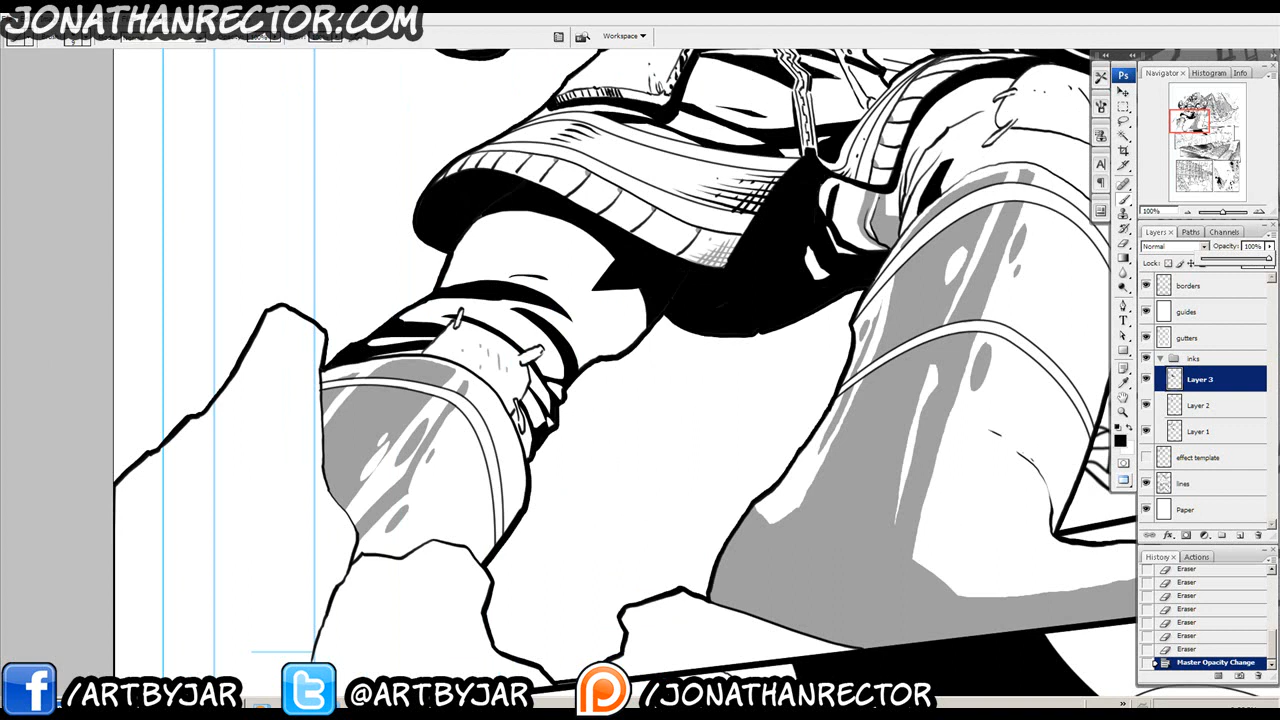 JONATHANRECTOR.COM
Workspace
Ps
Navigator Histogram Info
100%
Layers Paths Channels
Normal Opacity: 100%
Lock:
borders
guides
gutters
inks
Layer 3
Layer 2
Layer 1
effect template
lines
Paper
History Actions
Eraser
Eraser
Eraser
Eraser
Eraser
Eraser
Eraser
Master Opacity Change
/ARTBYJAR @ARTBYJAR /JONATHANRECTOR